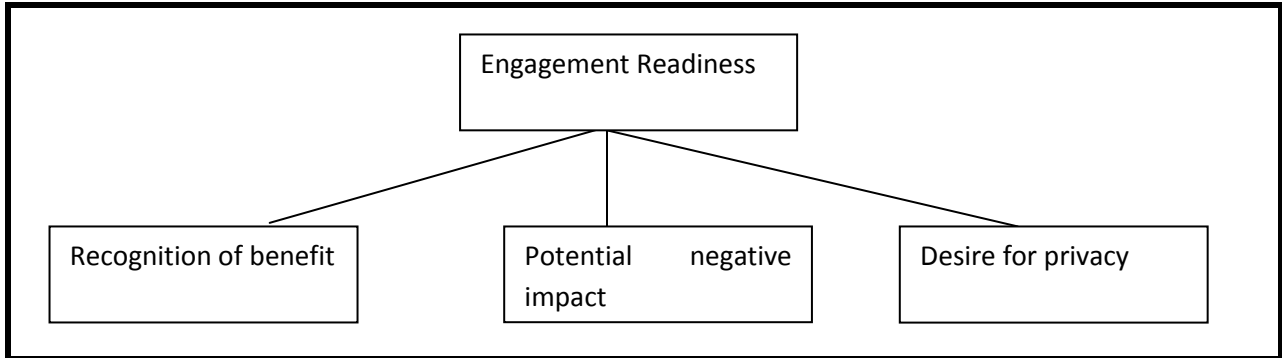 Engagement Readiness
Recognition of benefit
Potential negative
impact
Desire for privacy